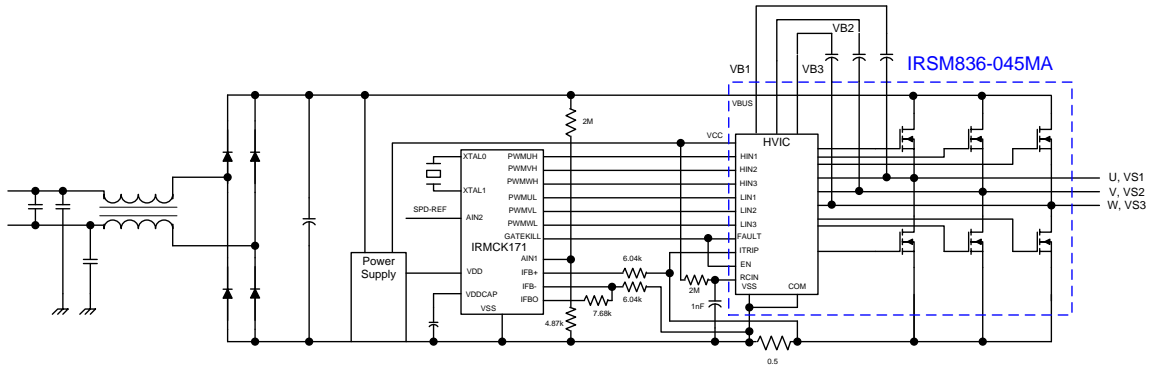 VB2
VB1
VB3
IRSM836-045MA
VBUS
2M
VCC
HVIC
XTAL0
PWMUH
HIN1
PWMVH
HIN2
PWMWH
HIN3
U, VS1
XTAL1
PWMUL
LIN1
V, VS2
SPD-REF
AIN2
PWMVL
LIN2
W, VS3
PWMWL
LIN3
GATEKILL
FAULT
IRMCK171
ITRIP
Power
Supply
AIN1
6.04k
EN
VDD
IFB+
RCIN
IFB-
2M
VSS
COM
VDDCAP
IFBO
6.04k
1nF
VSS
7.68k
4.87k
0.5